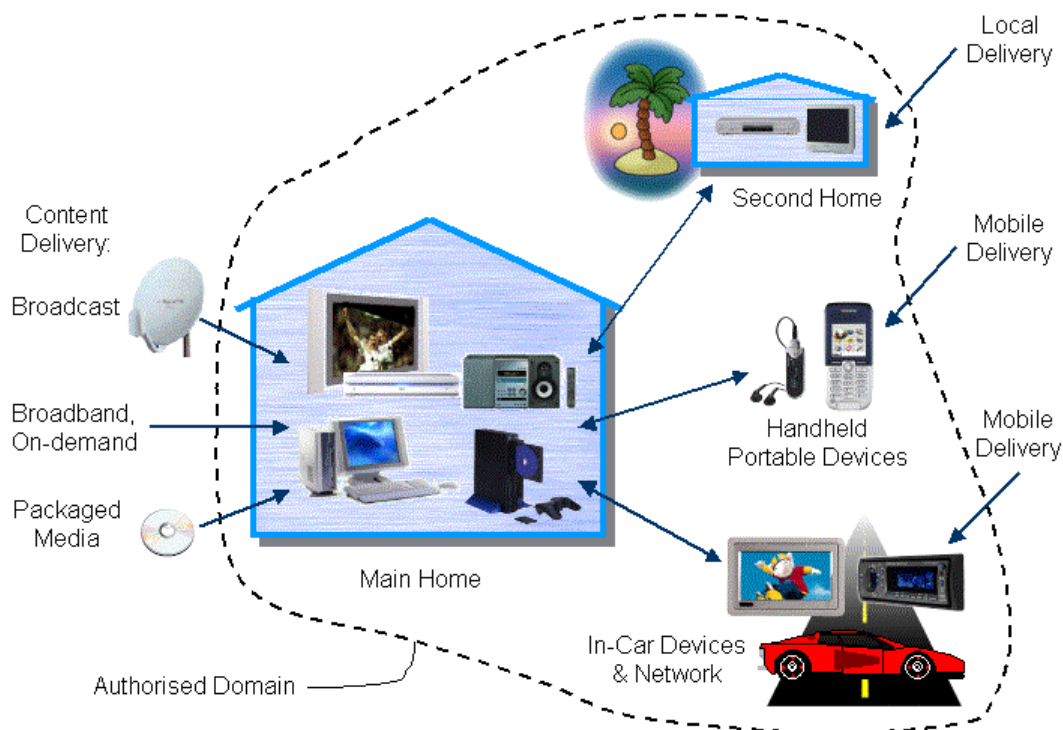 Local
Delivery
Second Home
Content
Delivery:
Mobile
Delivery
Broadcast
Broadband,
On-demand
Handheld
Portable Devices
Mobile
Delivery
Packaged
Media
Main Home
In-Car Devices
& Network
Authorised Domain